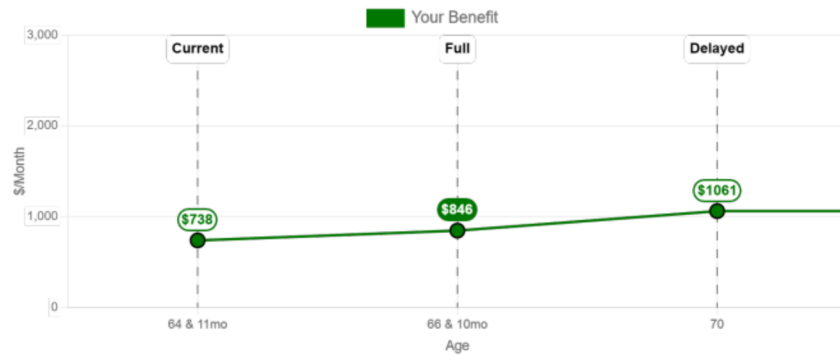 Your Benefit
3,000
Current
Full
Delayed
2,000
$/Month
$1061
$846
$738
1,000
0
64 & 11mo
66 & 10mo
70
Age